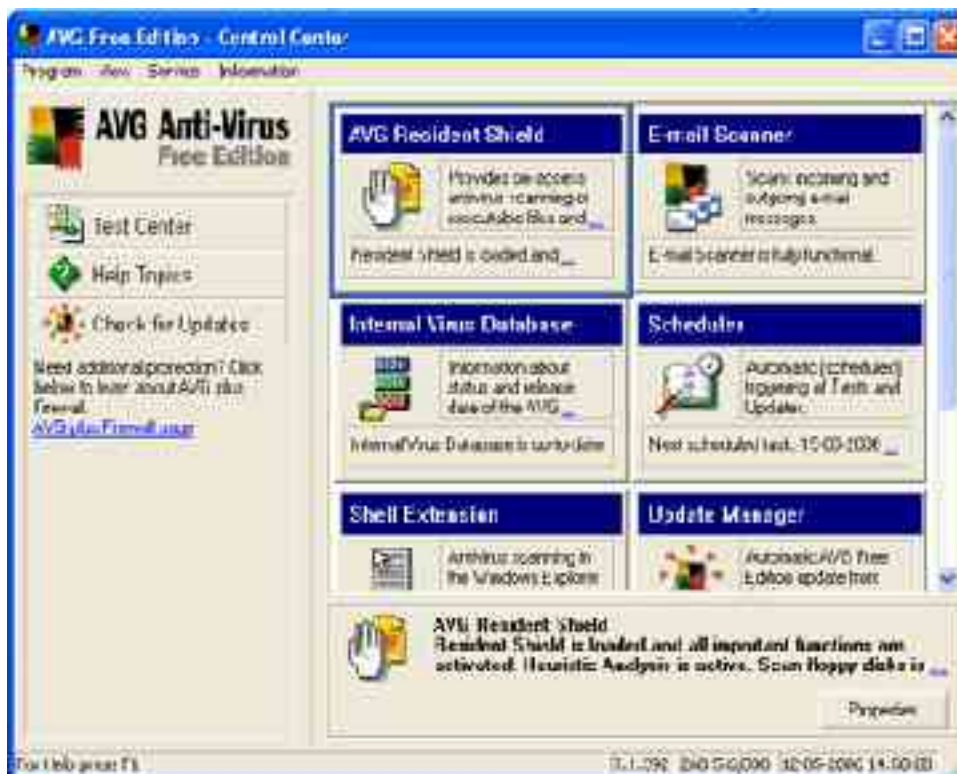 AVG Free Edition - Central Center
Program View Service Information
AVG Anti-Virus
Free Edition
Test Center
Help Topics
Check for Updates
Need additional protection? Click
below to learn about AVG plus
Firewall.
AVG plus Firewall page
AVG Resident Shield
Provides on-access
antivirus scanning of
executable files and ...
Resident Shield is loaded and ...
E-mail Scanner
Scans incoming and
outgoing e-mail
messages.
E-mail Scanner is fully functional.
Internal Virus Database
Information about
status and release
date of the AVG ...
Internal Virus Database is up-to-date
Scheduler
Automatic (scheduled)
triggering of Tests and
Updates.
Next scheduled task:
Shell Extension
Antivirus scanning in
the Windows Explorer
Update Manager
Automatic AVG Free
Edition update from
AVG Resident Shield
Resident Shield is loaded and all important functions are
activated. Heuristic Analysis is active. Scan floppy disks is ...
Properties
For Help press F1